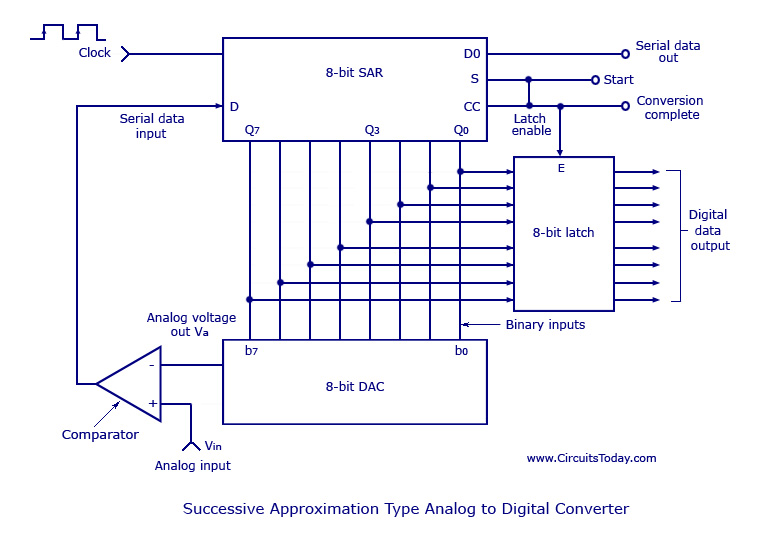 Clock
8-bit SAR
D0
Serial data
out
S
Start
D
CC
Conversion
complete
Serial data
input
Latch
enable
Q7
Q3
Q0
E
8-bit latch
Digital
data
output
Analog voltage
out Va
Binary inputs
b7
b0
-
8-bit DAC
+
Comparator
Vin
Analog input
www.CircuitsToday.com
Successive Approximation Type Analog to Digital Converter